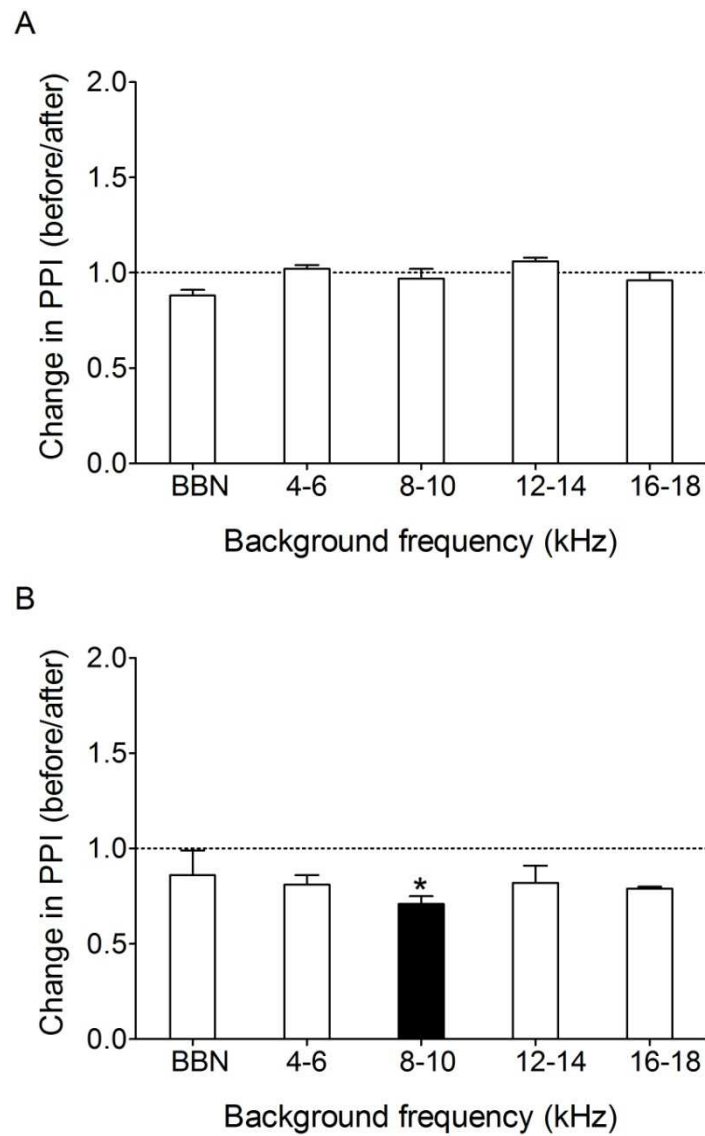 A
Change in PPI (before/after)
2.0
1.5
1.0
0.5
0.0
BBN 4-6 8-10 12-14 16-18
Background frequency (kHz)
B
Change in PPI (before/after)
2.0
1.5
1.0
0.5
0.0
*
BBN 4-6 8-10 12-14 16-18
Background frequency (kHz)